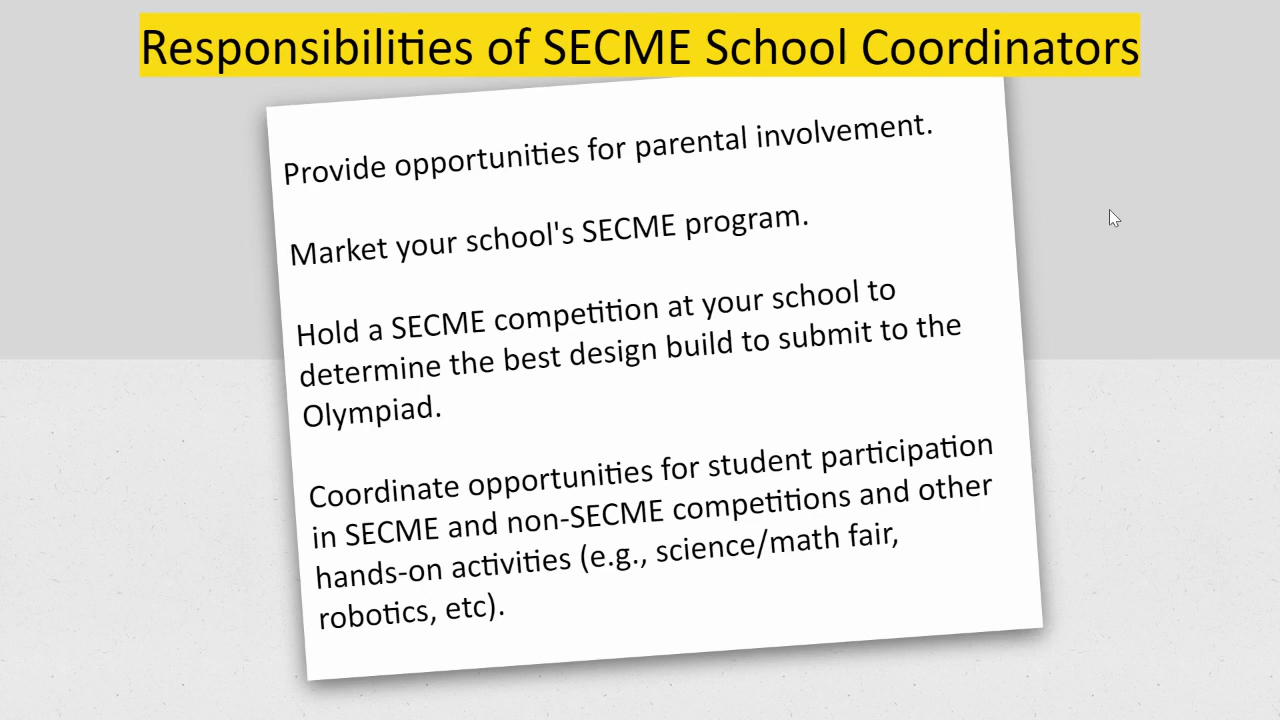 Responsibilities of SECME School Coordinators
Provide opportunities for parental involvement.
Market your school's SECME program.
Hold a SECME competition at your school to
determine the best design build to submit to the
Olympiad.
Coordinate opportunities for student participation
in SECME and non-SECME competitions and other
hands-on activities (e.g., science/math fair,
robotics, etc).